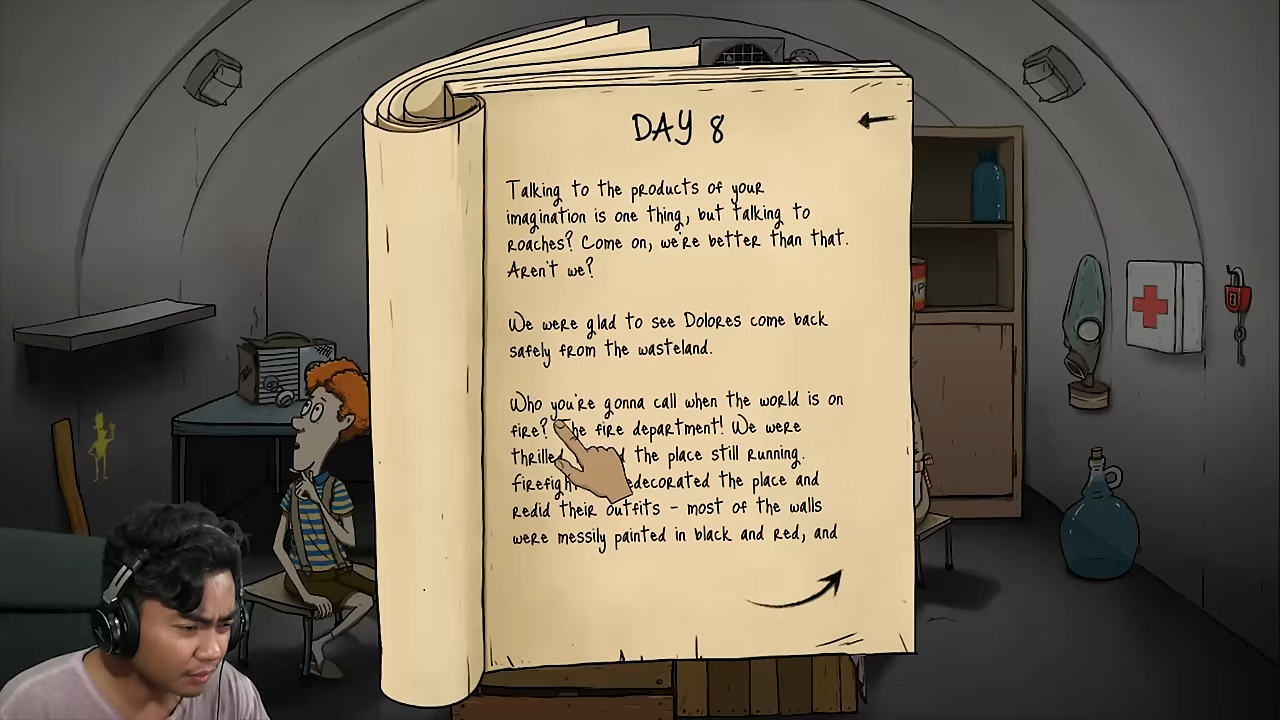 DAY 8
Talking to the products of your
imagination is one thing, but talking to
roaches? Come on, we're better than that.
Aren't we?
We were glad to see Dolores come back
safely from the wasteland.
Who you're gonna call when the world is on
fire? The fire department! We were
the place still running.
redecorated the place and
redid their outfits - most of the walls
were messily painted in black and red, and